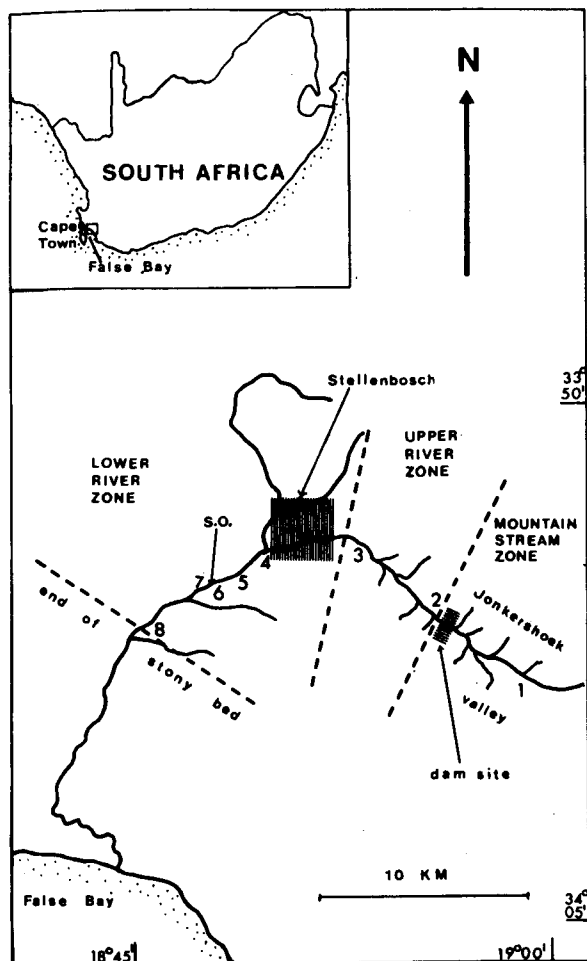 SOUTH AFRICA
Cape
Town
False Bay
N
Stellenbosch
33°
50'
LOWER
RIVER
ZONE
UPPER
RIVER
ZONE
MOUNTAIN
STREAM
ZONE
s.o.
7
6
5
4
3
2
Jonkershoek
8
1
end of
stony bed
valley
dam site
10 KM
False Bay
34°
05'
18°45'
19°00'